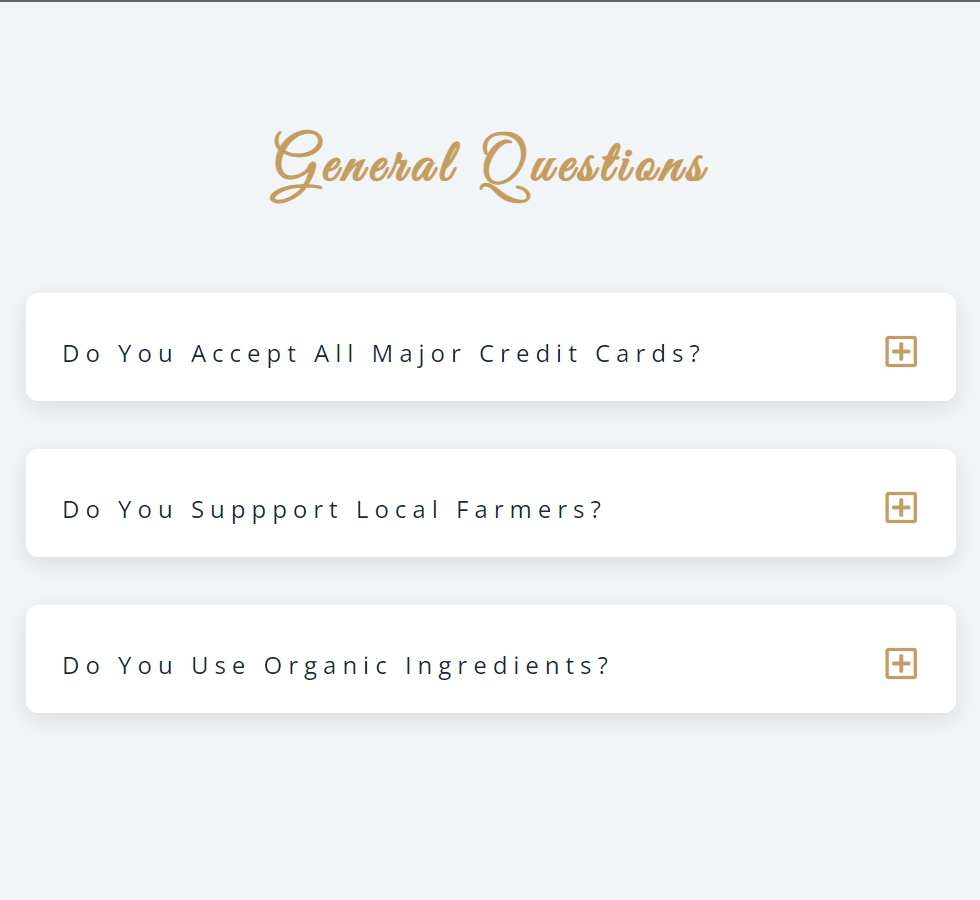 General Questions
Do You Accept All Major Credit Cards?
Do You Suppport Local Farmers?
Do You Use Organic Ingredients?